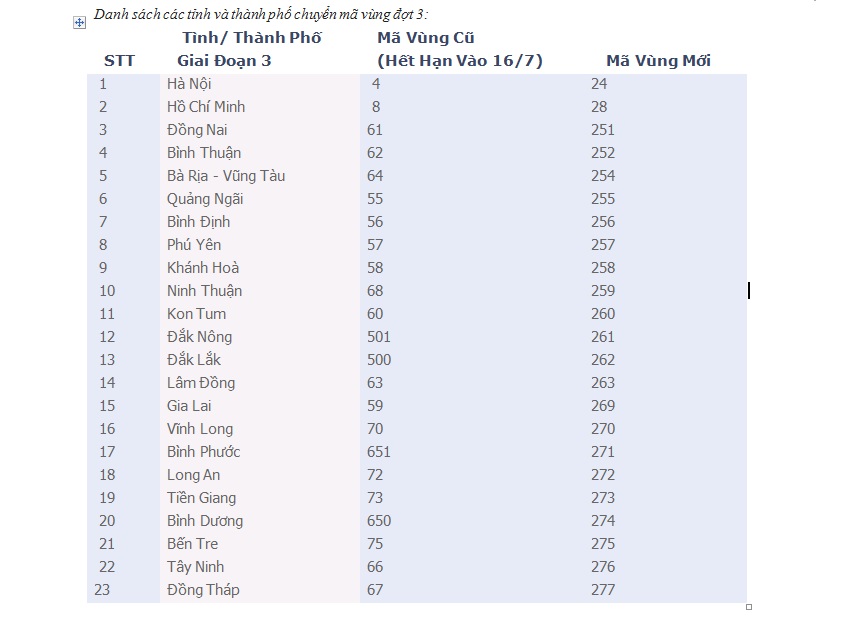 Danh sách các tỉnh và thành phố chuyển mã vùng đợt 3:
Tỉnh/ Thành Phố Mã Vùng Cũ
STT Giai Đoạn 3 (Hết Hạn Vào 16/7) Mã Vùng Mới
1 Hà Nội 4 24
2 Hồ Chí Minh 8 28
3 Đồng Nai 61 251
4 Bình Thuận 62 252
5 Bà Rịa - Vũng Tàu 64 254
6 Quảng Ngãi 55 255
7 Bình Định 56 256
8 Phú Yên 57 257
9 Khánh Hoà 58 258
10 Ninh Thuận 68 259
11 Kon Tum 60 260
12 Đắk Nông 501 261
13 Đắk Lắk 500 262
14 Lâm Đồng 63 263
15 Gia Lai 59 269
16 Vĩnh Long 70 270
17 Bình Phước 651 271
18 Long An 72 272
19 Tiền Giang 73 273
20 Bình Dương 650 274
21 Bến Tre 75 275
22 Tây Ninh 66 276
23 Đồng Tháp 67 277